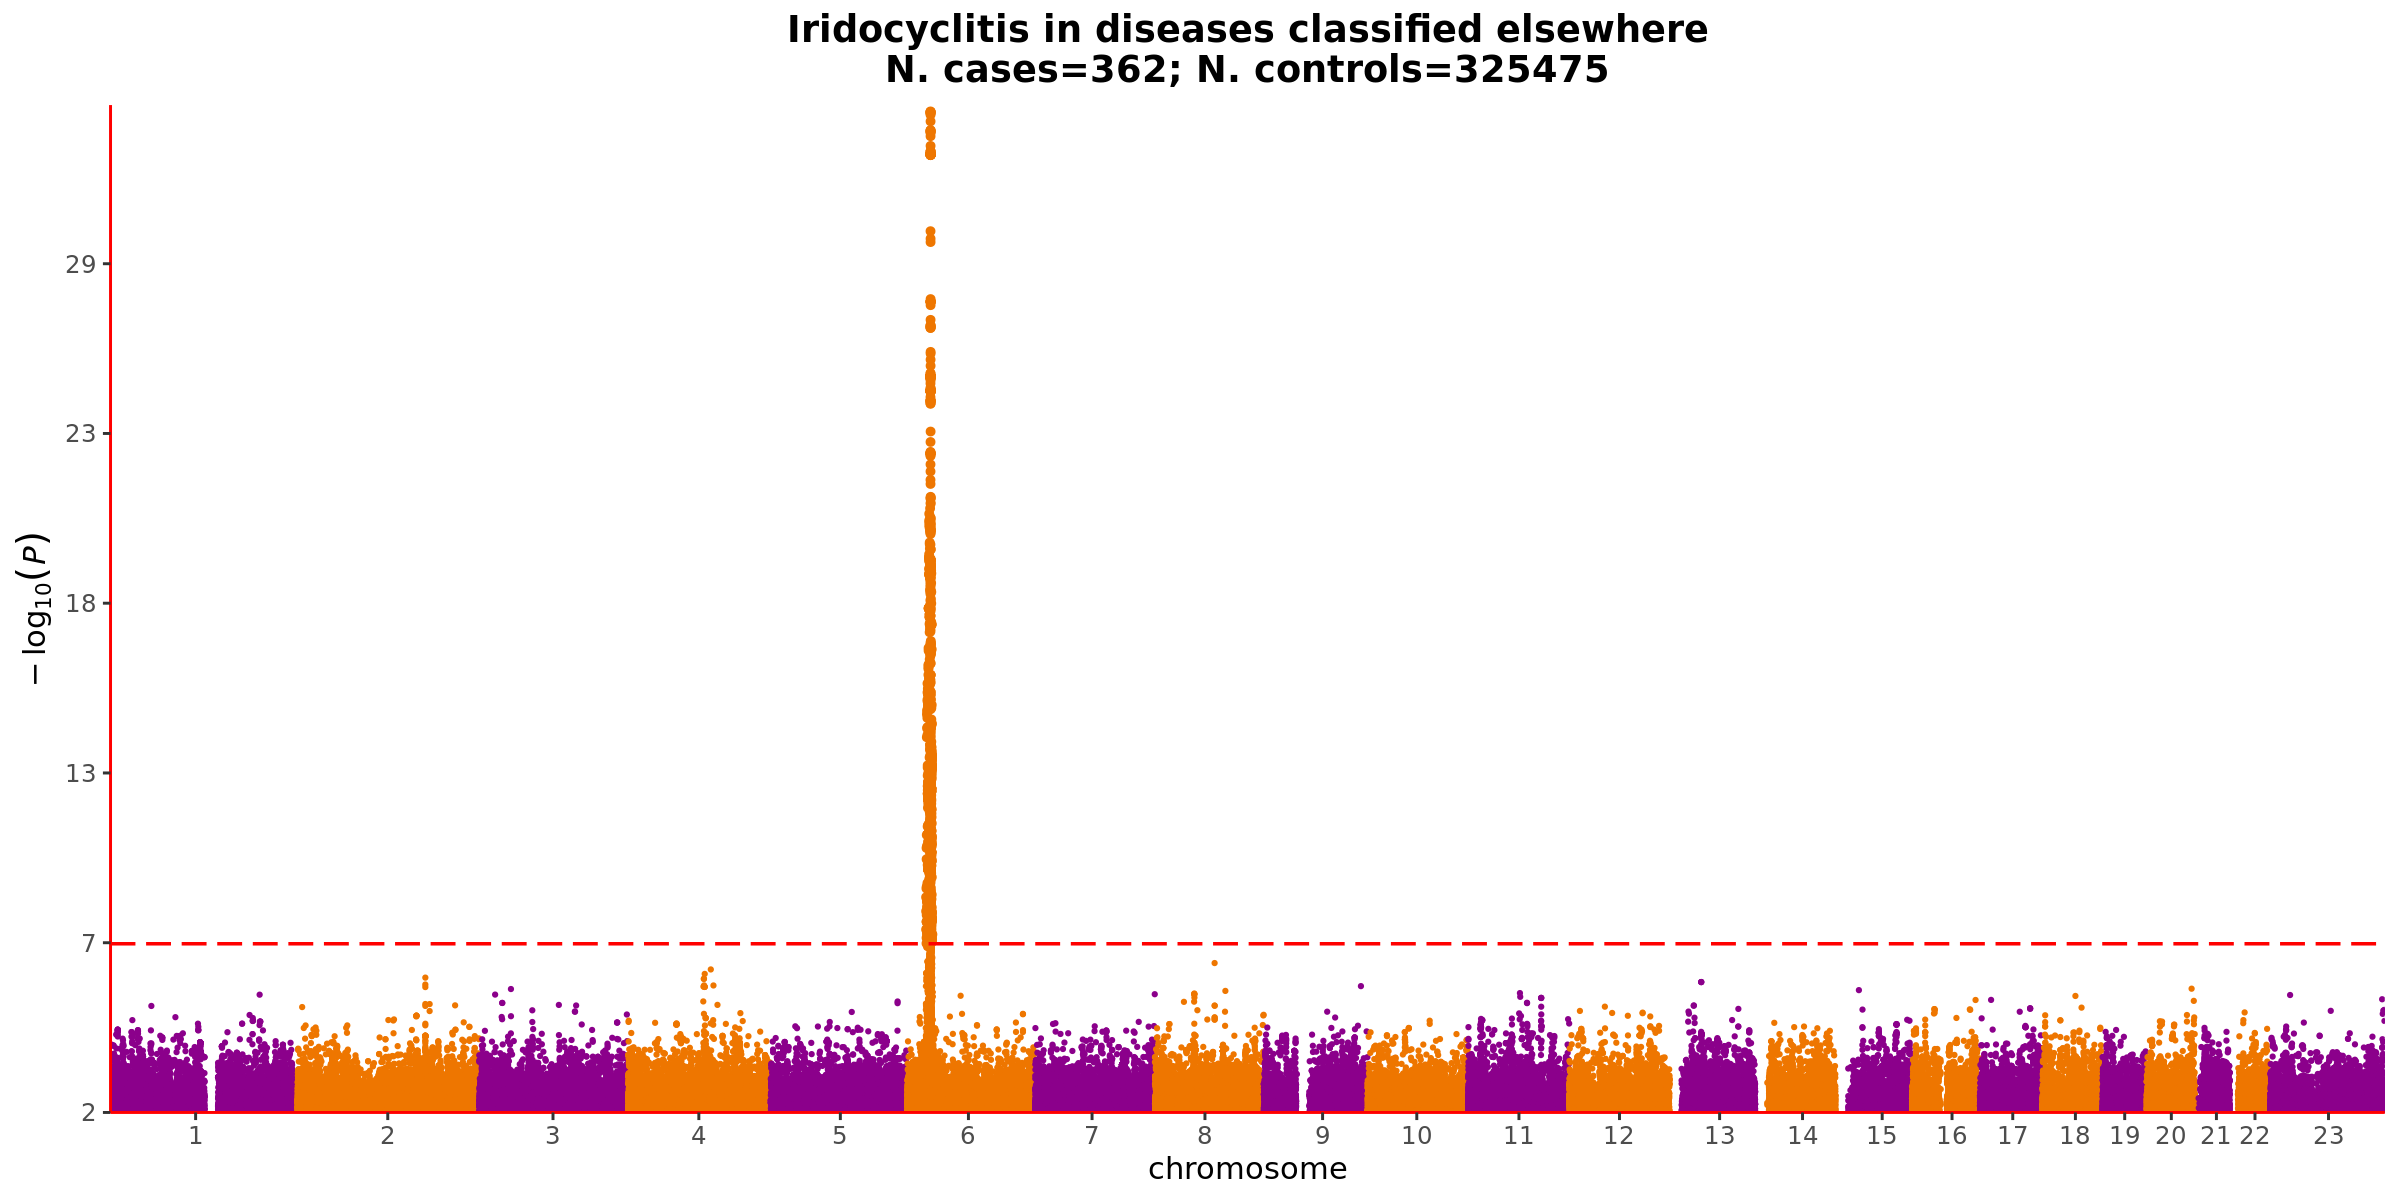 Iridocyclitis in diseases classified elsewhere
N. cases=362; N. controls=325475
29
23
18
13
7
2
− log10(P)
1 2 3 4 5 6 7 8 9 10 11 12 13 14 15 16 17 18 19 20 21 22 23
chromosome